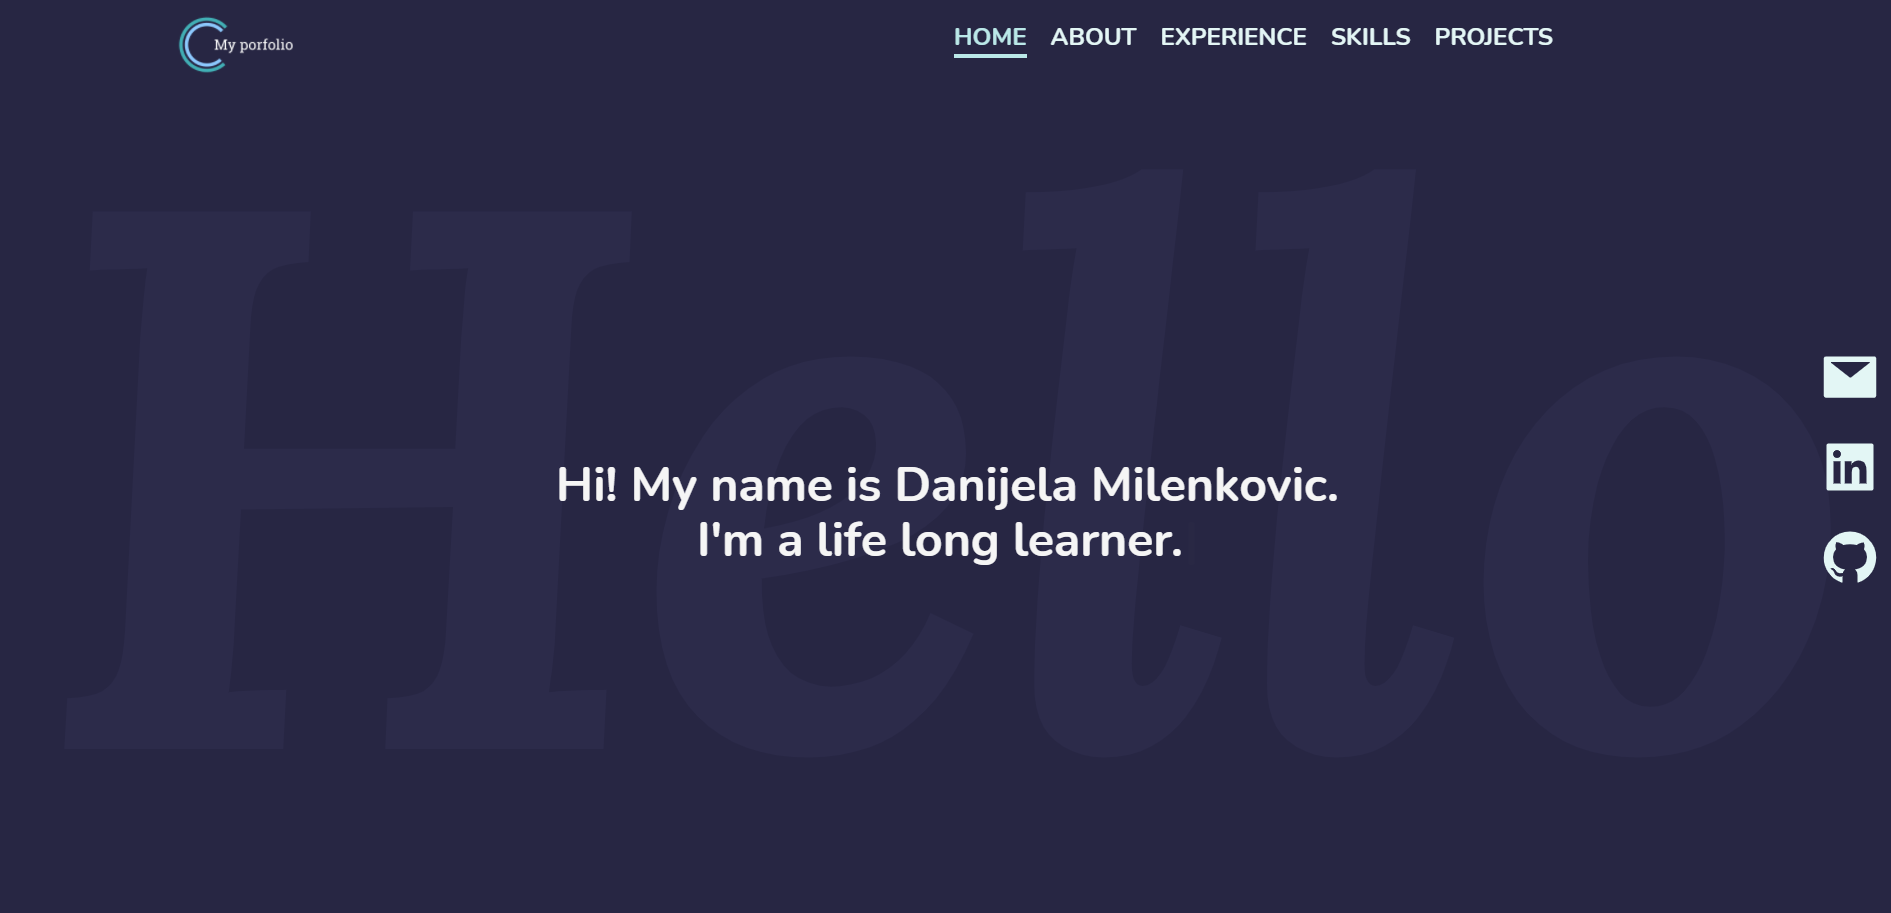 My porfolio
HOME ABOUT EXPERIENCE SKILLS PROJECTS
Hello
Hi! My name is Danijela Milenkovic.
I'm a life long learner.
in